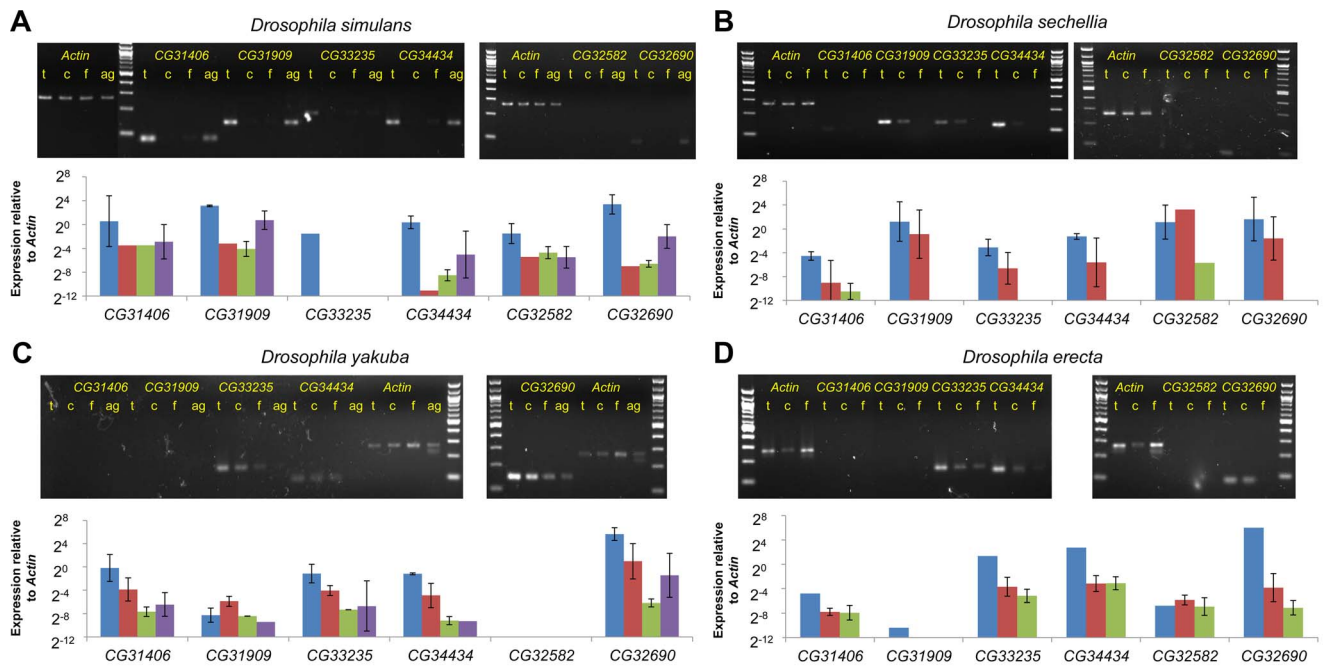 A
Drosophila simulans
Actin CG31406 CG31909 CG33235 CG34434
t c f ag t c f ag t c f ag t c f ag t c f ag
Actin CG32582 CG32690
t c f ag t c f ag t c f ag
Expression relative
to Actin
2^8
2^4
2^0
2^-4
2^-8
2^-12
CG31406 CG31909 CG33235 CG34434 CG32582 CG32690
B
Drosophila sechellia
Actin CG31406 CG31909 CG33235 CG34434
t c f t c f t c f t c f t c f
Actin CG32582 CG32690
t c f t c f t c f
Expression relative
to Actin
2^8
2^4
2^0
2^-4
2^-8
2^-12
CG31406 CG31909 CG33235 CG34434 CG32582 CG32690
C
Drosophila yakuba
CG31406 CG31909 CG33235 CG34434 Actin
t c f ag t c f ag t c f ag t c f ag t c f ag
CG32690 Actin
t c f ag t c f ag
Expression relative
to Actin
2^8
2^4
2^0
2^-4
2^-8
2^-12
CG31406 CG31909 CG33235 CG34434 CG32582 CG32690
D
Drosophila erecta
Actin CG31406 CG31909 CG33235 CG34434
t c f t c f t c f t c f t c f
Actin CG32582 CG32690
t c f t c f t c f
Expression relative
to Actin
2^8
2^4
2^0
2^-4
2^-8
2^-12
CG31406 CG31909 CG33235 CG34434 CG32582 CG32690